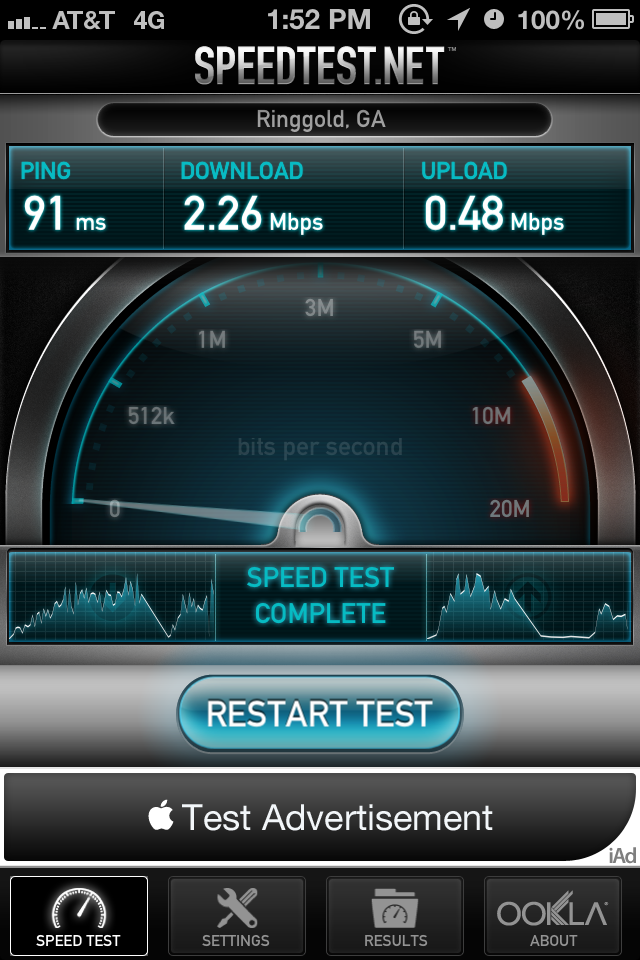 AT&T 4G 1:52 PM 100%
SPEEDTEST.NET™
Ringgold, GA
PING DOWNLOAD UPLOAD
91 ms 2.26 Mbps 0.48 Mbps
3M
1M 5M
512k 10M
bits per second
0 20M
SPEED TEST
COMPLETE
RESTART TEST
Test Advertisement
iAd
OOKLA
SPEED TEST SETTINGS RESULTS ABOUT